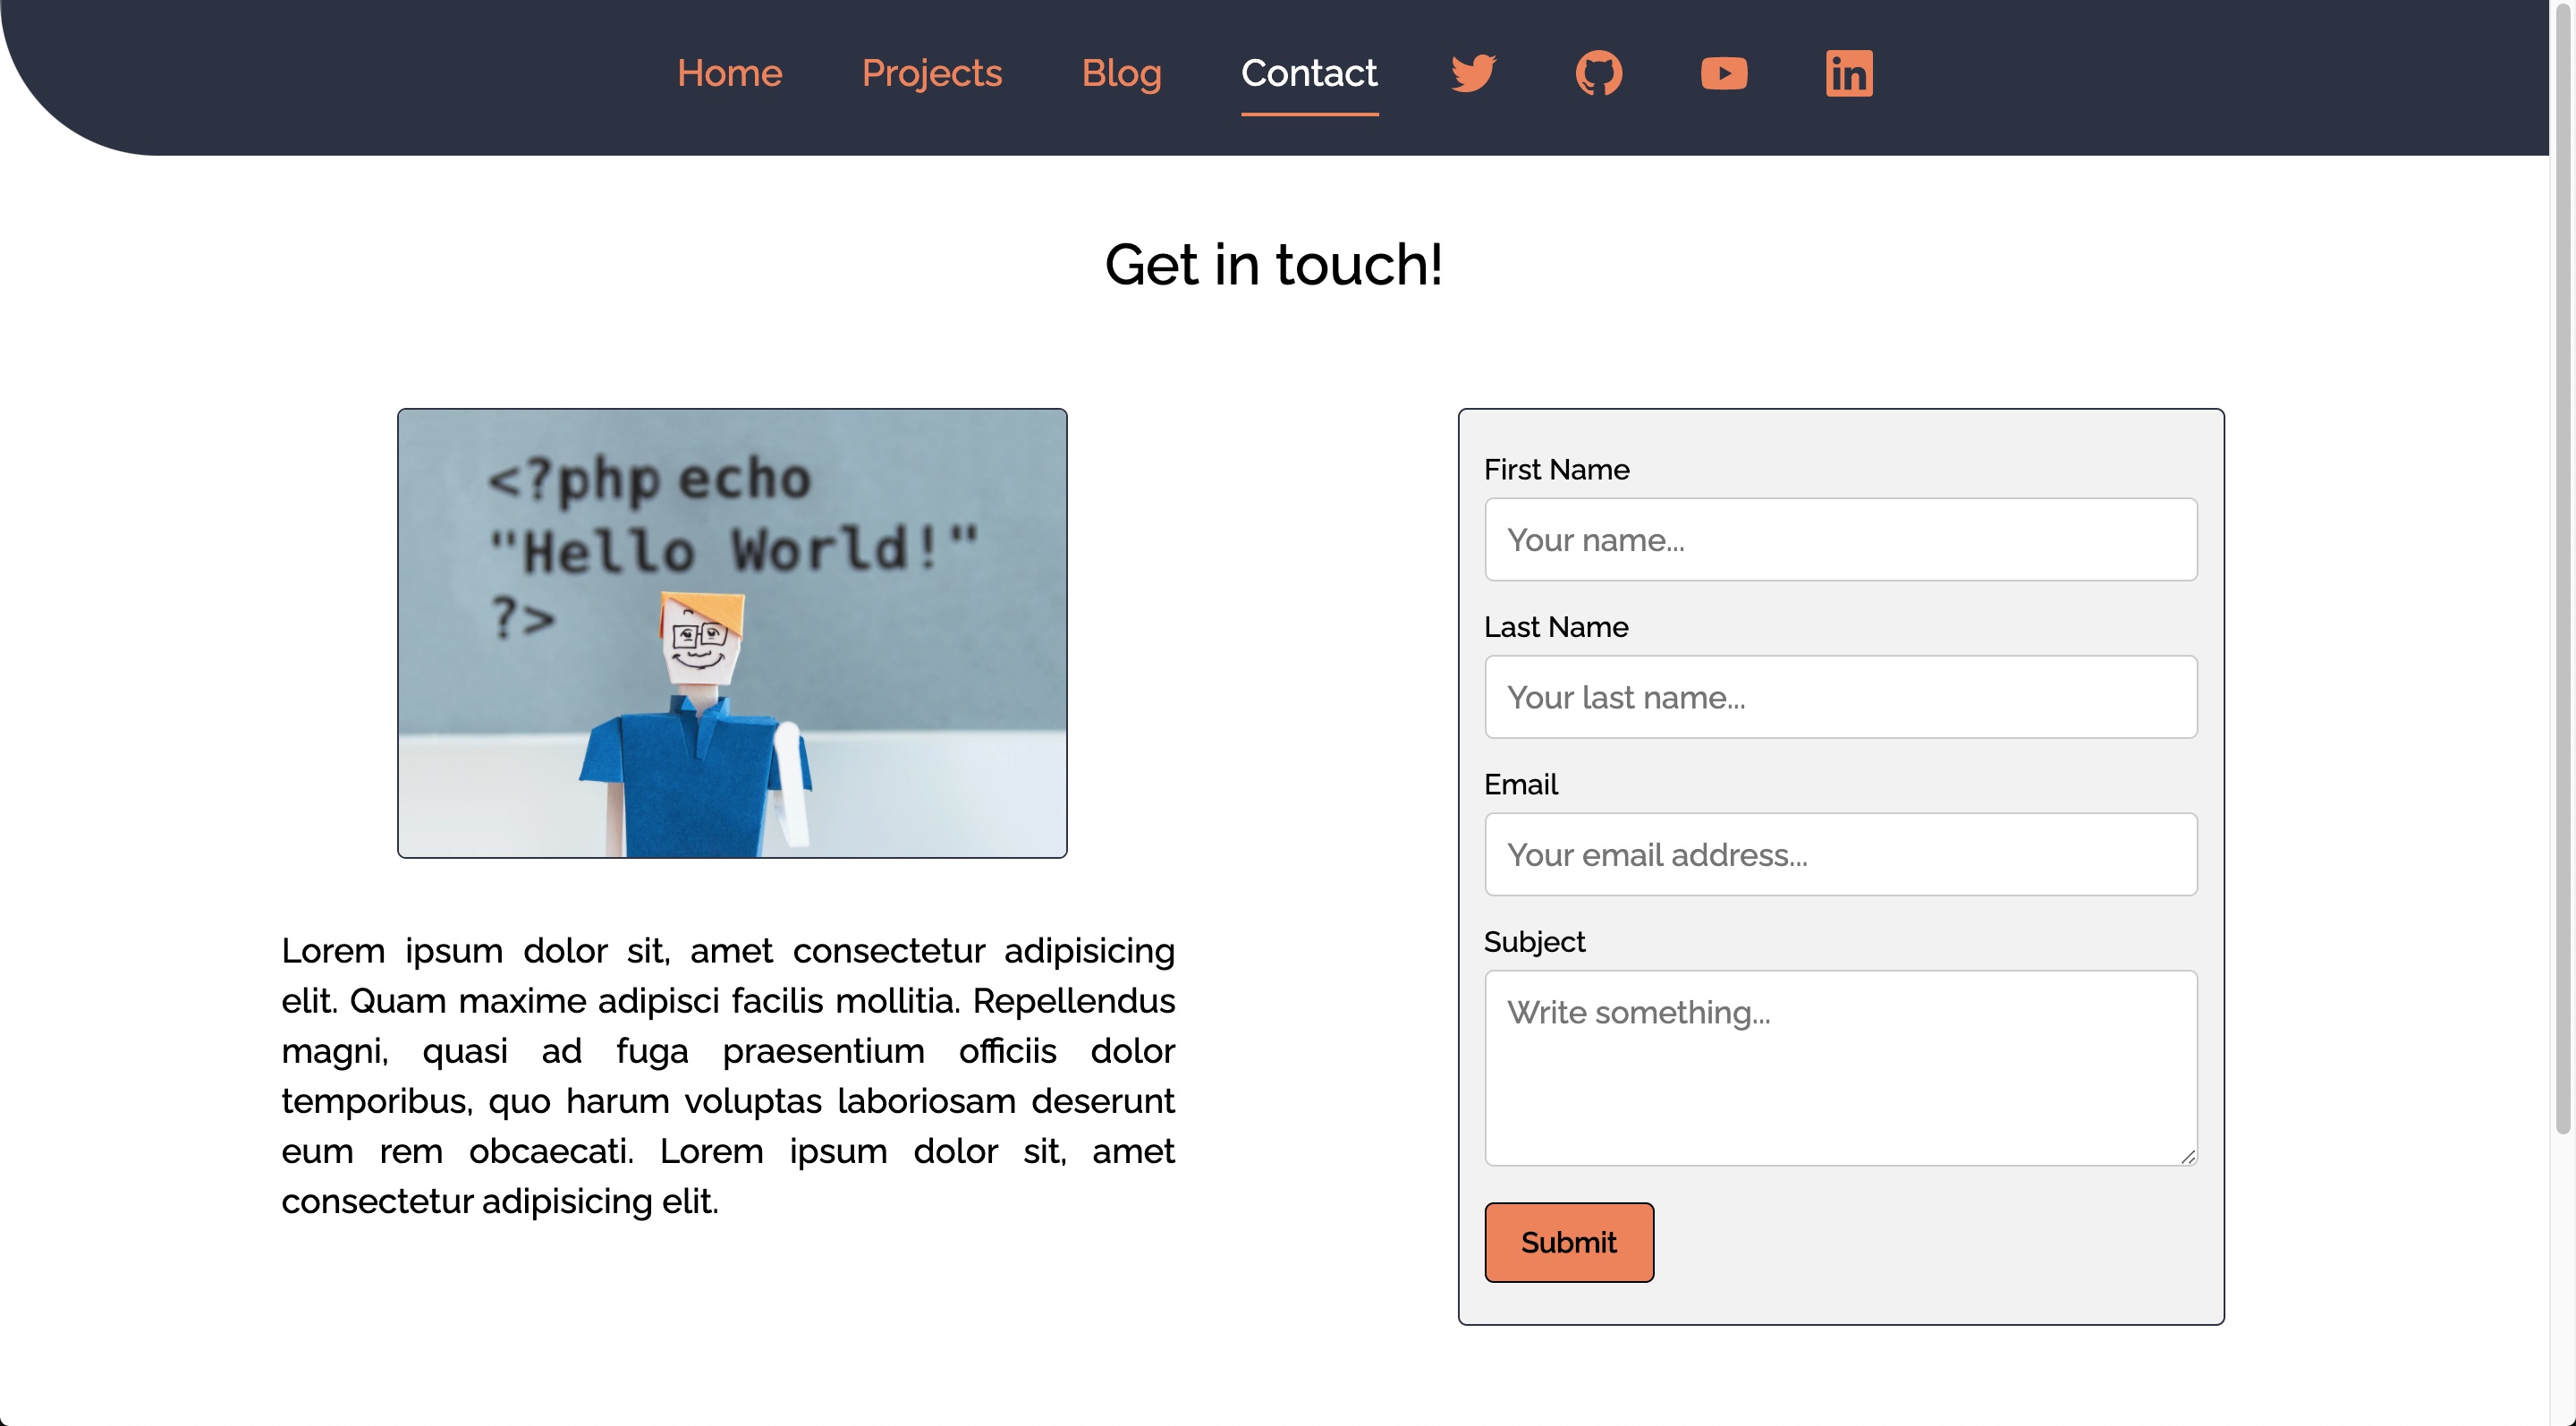 Home Projects Blog Contact
Get in touch!
<?php echo
"Hello World!"
?>
Lorem ipsum dolor sit, amet consectetur adipisicing
elit. Quam maxime adipisci facilis mollitia. Repellendus
magni, quasi ad fuga praesentium officiis dolor
temporibus, quo harum voluptas laboriosam deserunt
eum rem obcaecati. Lorem ipsum dolor sit, amet
consectetur adipisicing elit.
First Name
Your name...
Last Name
Your last name...
Email
Your email address...
Subject
Write something...
Submit